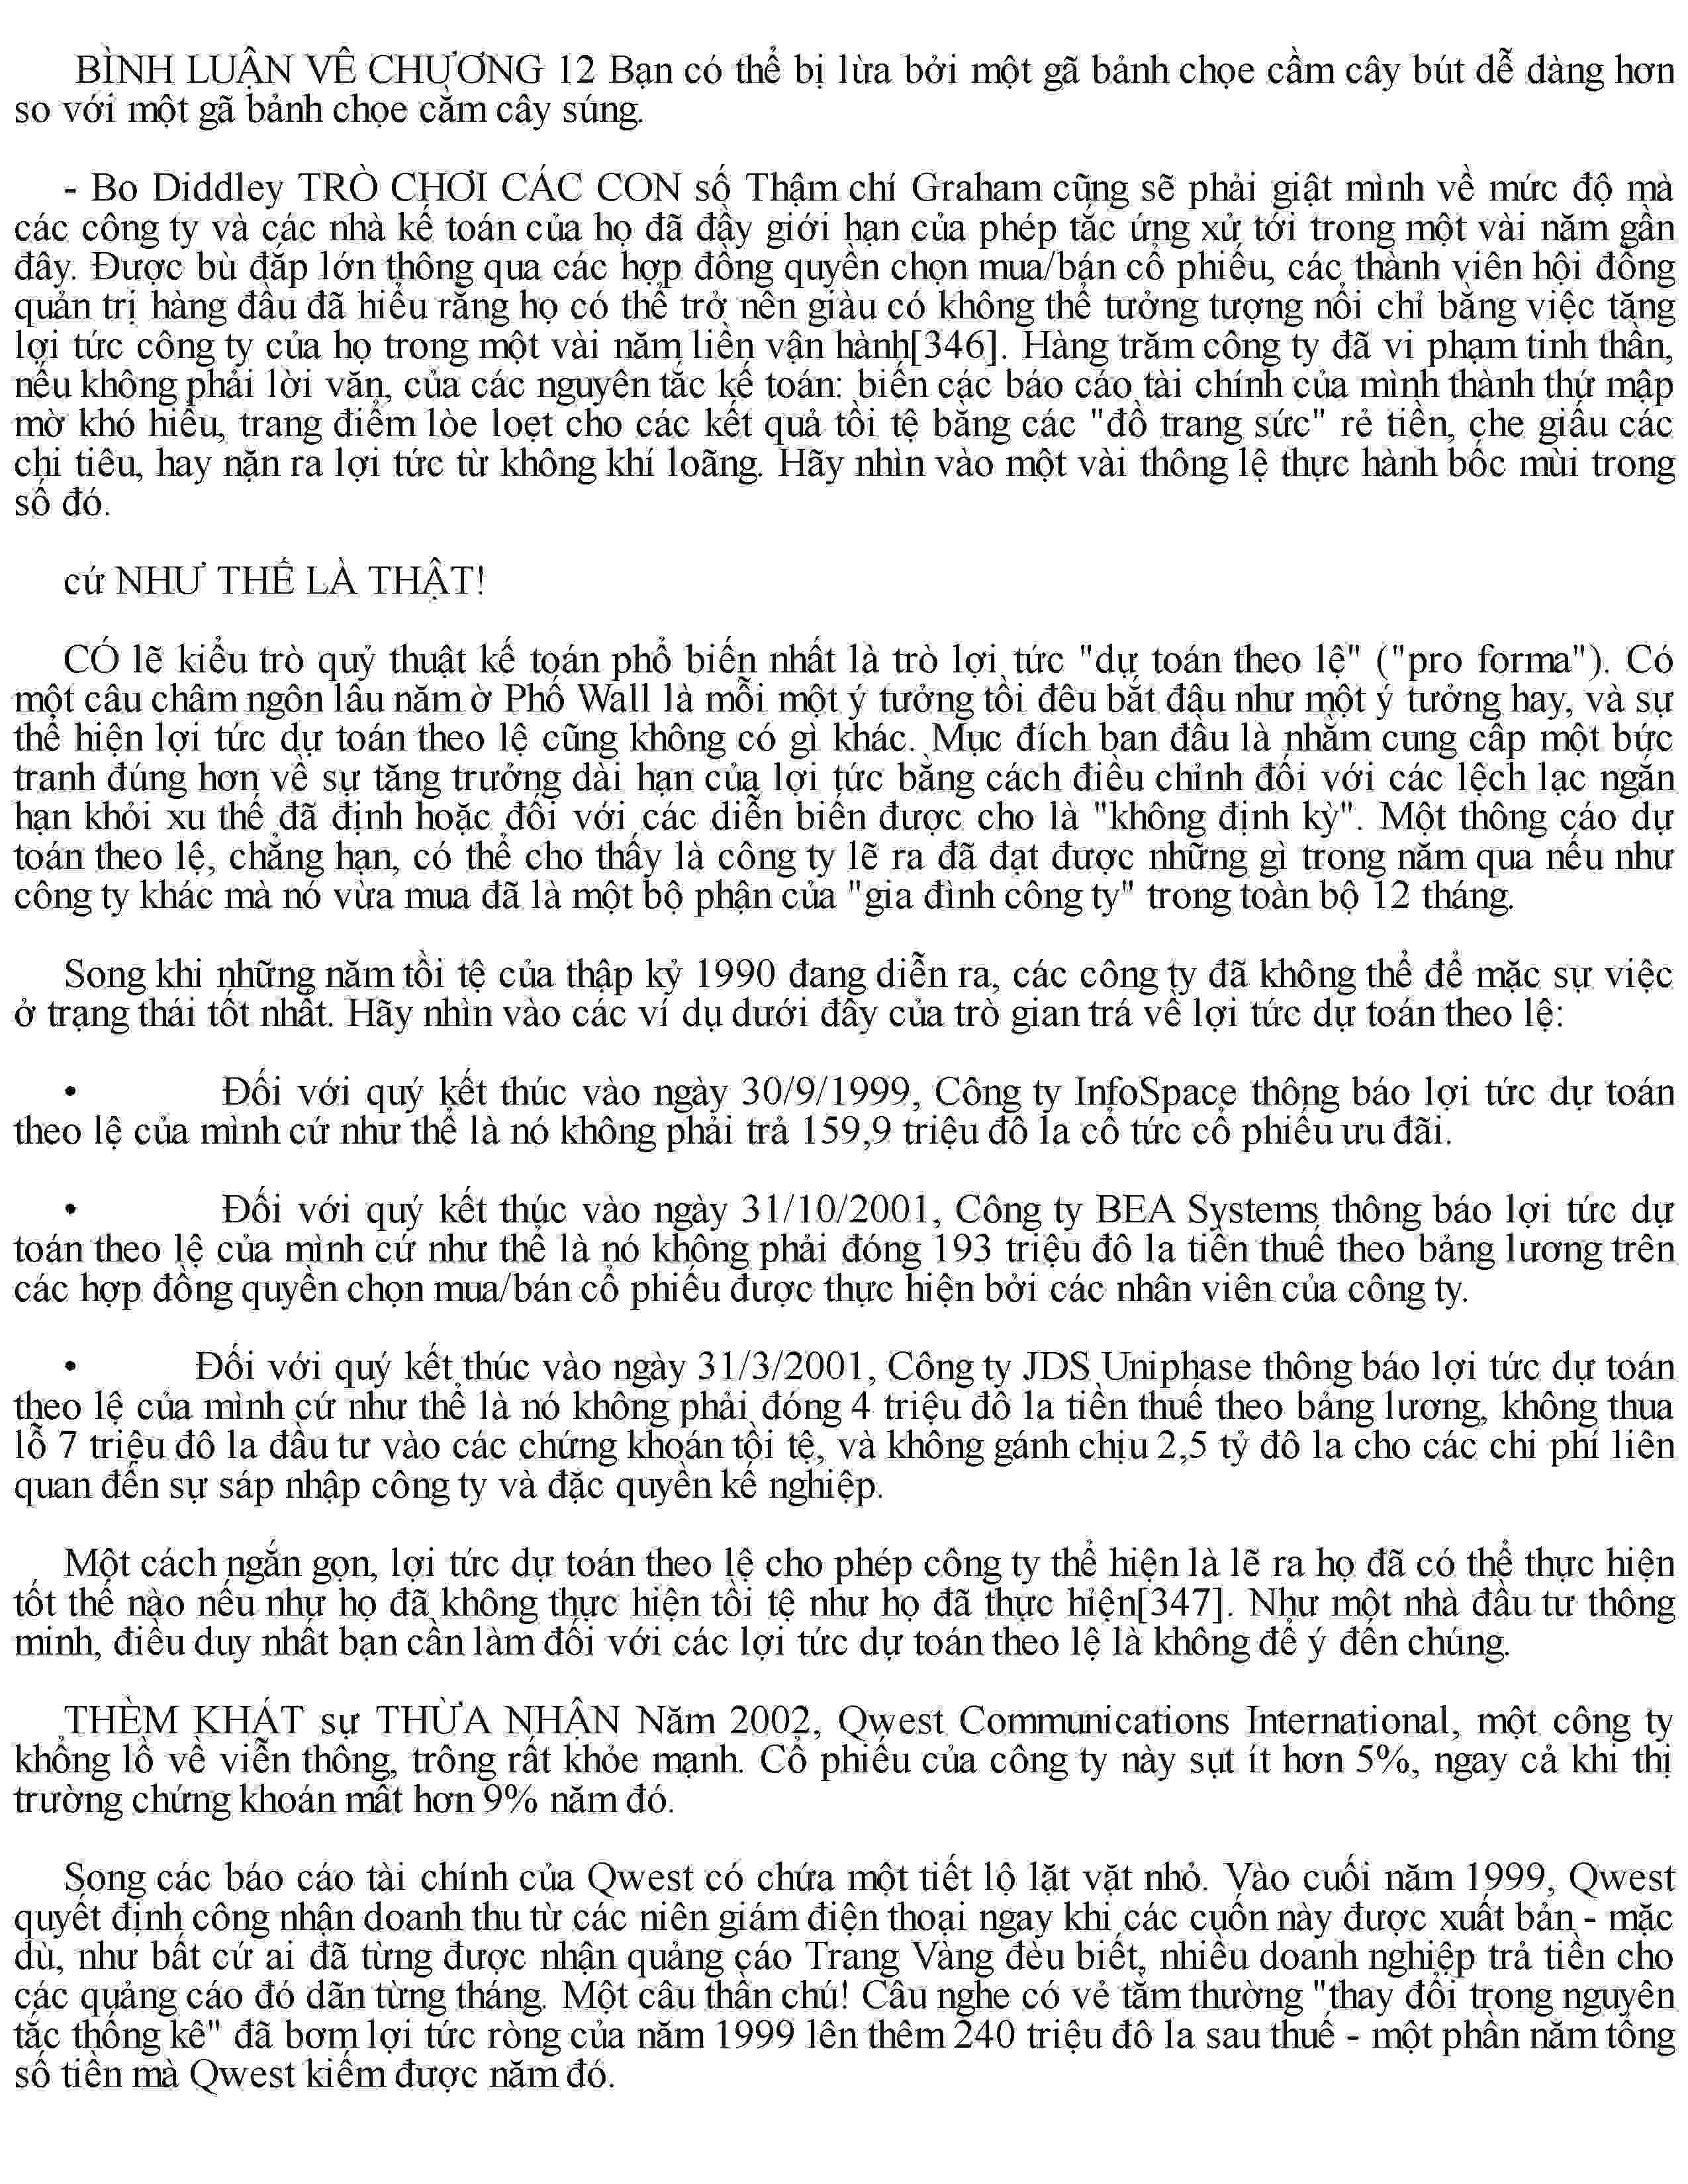 BÌNH LUẬN VỀ CHƯƠNG 12 Bạn có thể bị lừa bởi một gã bảnh chọe cầm cây bút dễ dàng hơn
so với một gã bảnh chọe cầm cây súng.
- Bo Diddley TRÒ CHƠI CÁC CON số Thậm chí Graham cũng sẽ phải giật mình về mức độ mà
các công ty và các nhà kế toán của họ đã đẩy giới hạn của phép tắc ứng xử tới trong một vài năm gần
đây. Được bù đắp lớn thông qua các hợp đồng quyền chọn mua/bán cổ phiếu, các thành viên hội đồng
quản trị hàng đầu đã hiểu rằng họ có thể trở nên giàu có không thể tưởng tượng nổi chỉ bằng việc tăng
lợi tức công ty của họ trong một vài năm liền vận hành[346]. Hàng trăm công ty đã vi phạm tinh thần,
nếu không phải lời văn, của các nguyên tắc kế toán: biến các báo cáo tài chính của mình thành thứ mập
mờ khó hiểu, trang điểm lòe loẹt cho các kết quả tồi tệ bằng các "đồ trang sức" rẻ tiền, che giấu các
chi tiêu, hay nặn ra lợi tức từ không khí loãng. Hãy nhìn vào một vài thông lệ thực hành bốc mùi trong
số đó.
cứ NHƯ THẾ LÀ THẬT!
CÓ lẽ kiểu trò quỷ thuật kế toán phổ biến nhất là trò lợi tức "dự toán theo lệ" ("pro forma"). Có
một câu châm ngôn lâu năm ờ Phố Wall là mỗi một ý tưởng tồi đều bắt đầu như một ý tưởng hay, và sự
thể hiện lợi tức dự toán theo lệ cũng không có gì khác. Mục đích ban đầu là nhằm cung cấp một bức
tranh đúng hơn về sự tăng trưởng dài hạn của lợi tức bằng cách điều chỉnh đối với các lệch lạc ngắn
hạn khỏi xu thế đã định hoặc đối với các diễn biến được cho là "không định kỳ". Một thông cáo dự
toán theo lệ, chẳng hạn, có thể cho thấy là công ty lẽ ra đã đạt được những gì trong năm qua nếu như
công ty khác mà nó vừa mua đã là một bộ phận của "gia đình công ty" trong toàn bộ 12 tháng.
Song khi những năm tồi tệ của thập kỷ 1990 đang diễn ra, các công ty đã không thể để mặc sự việc
ở trạng thái tốt nhất. Hãy nhìn vào các ví dụ dưới đây của trò gian trá về lợi tức dự toán theo lệ:
• Đối với quý kết thúc vào ngày 30/9/1999, Công ty InfoSpace thông báo lợi tức dự toán
theo lệ của mình cứ như thể là nó không phải trả 159,9 triệu đô la cổ tức cổ phiếu ưu đãi.
• Đối với quý kết thúc vào ngày 31/10/2001, Công ty BEA Systems thông báo lợi tức dự
toán theo lệ của mình cứ như thể là nó không phải đóng 193 triệu đô la tiền thuế theo bảng lương trên
các hợp đồng quyền chọn mua/bán cổ phiếu được thực hiện bởi các nhân viên của công ty.
• Đối với quý kết thúc vào ngày 31/3/2001, Công ty JDS Uniphase thông báo lợi tức dự toán
theo lệ của mình cứ như thể là nó không phải đóng 4 triệu đô la tiền thuế theo bảng lương, không thua
lỗ 7 triệu đô la đầu tư vào các chứng khoán tồi tệ, và không gánh chịu 2,5 tỷ đô la cho các chi phí liên
quan đến sự sáp nhập công ty và đặc quyền kế nghiệp.
Một cách ngắn gọn, lợi tức dự toán theo lệ cho phép công ty thể hiện là lẽ ra họ đã có thể thực hiện
tốt thế nào nếu như họ đã không thực hiện tồi tệ như họ đã thực hiện[347]. Như một nhà đầu tư thông
minh, điều duy nhất bạn cần làm đối với các lợi tức dự toán theo lệ là không để ý đến chúng.
THÈM KHÁT sự THỪA NHẬN Năm 2002, Qwest Communications International, một công ty
khổng lồ về viễn thông, trông rất khỏe mạnh. Cổ phiếu của công ty này sụt ít hơn 5%, ngay cả khi thị
trường chứng khoán mất hơn 9% năm đó.
Song các báo cáo tài chính của Qwest có chứa một tiết lộ lặt vặt nhỏ. Vào cuối năm 1999, Qwest
quyết định công nhận doanh thu từ các niên giám điện thoại ngay khi các cuốn này được xuất bản - mặc
dù, như bất cứ ai đã từng được nhận quảng cáo Trang Vàng đèu biết, nhiều doanh nghiệp trả tiền cho
các quảng cáo đó dần từng tháng. Một câu thần chú! Câu nghe có vẻ tầm thường "thay đổi trong nguyên
tắc thống kê" đã bơm lợi tức ròng của năm 1999 lên thêm 240 triệu đô la sau thuế - một phần năm tổng
số tiền mà Qwest kiếm được năm đó.